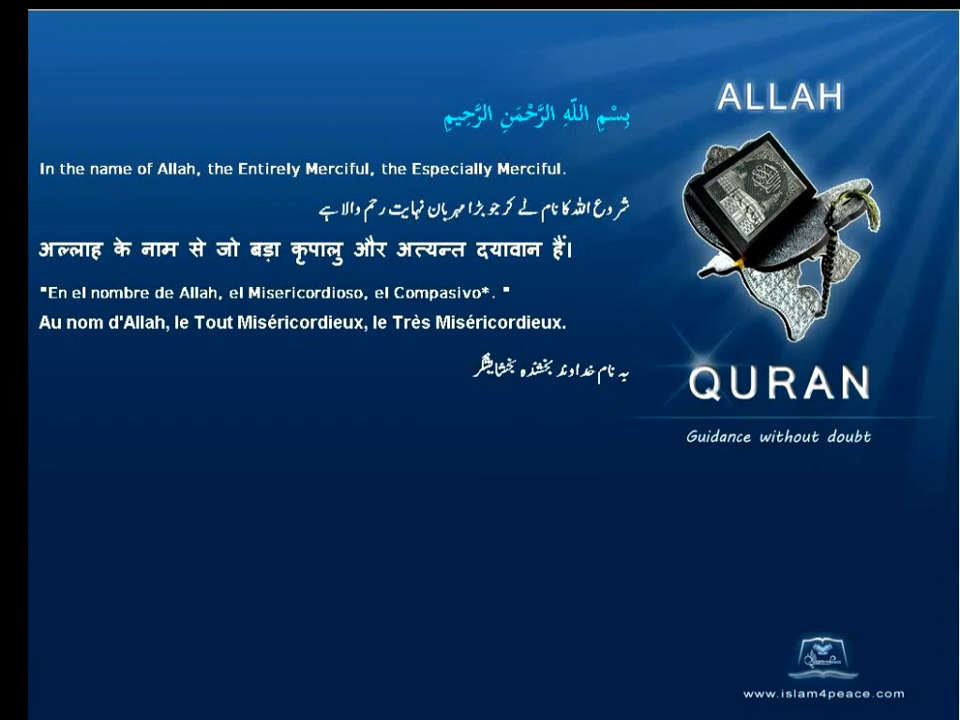 بِسْمِ اللَّهِ الرَّحْمَنِ الرَّحِيمِ
In the name of Allah, the Entirely Merciful, the Especially Merciful.
شروع الله کا نام لے کر جو بڑا مہربان نہایت رحم والا ہے
अल्लाह के नाम से जो बड़ा कृपालु और अत्यन्त दयावान हैं।
"En el nombre de Allah, el Misericordioso, el Compasivo*. "
Au nom d'Allah, le Tout Miséricordieux, le Très Miséricordieux.
به نام خداوند بخشنده بخشایشگر
ALLAH
QURAN
Guidance without doubt
www.islam4peace.com